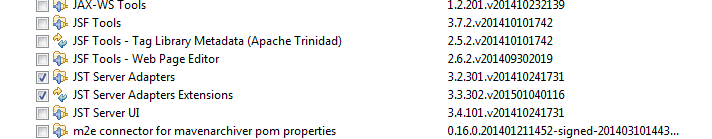 JAX-WS Tools 1.2.201.v201410232139
JSF Tools 3.7.2.v201410101742
JSF Tools - Tag Library Metadata (Apache Trinidad) 2.5.2.v201410101742
JSF Tools - Web Page Editor 2.6.2.v201409302019
JST Server Adapters 3.2.301.v201410241731
JST Server Adapters Extensions 3.3.302.v201501040116
JST Server UI 3.4.101.v201410241731
m2e connector for mavenarchiver pom properties 0.16.0.201401211452-signed-201403101443...